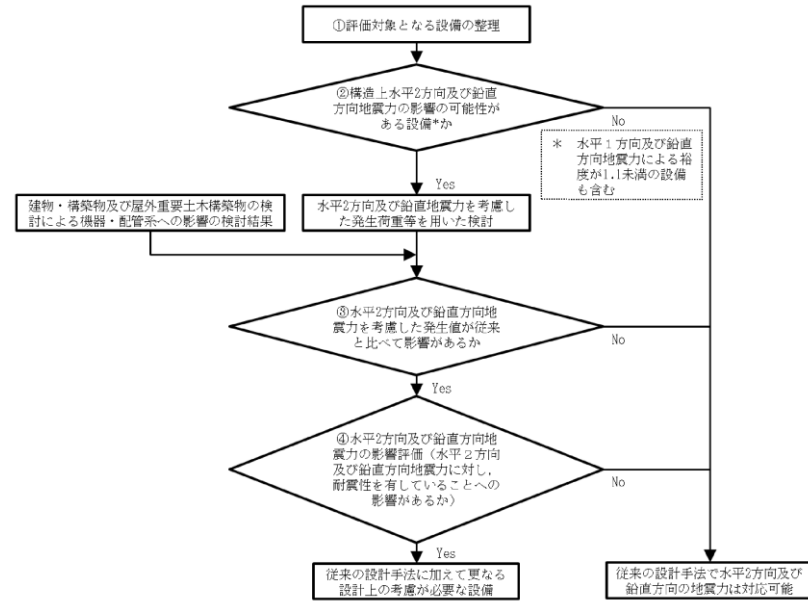 ①評価対象となる設備の整理
②構造上水平2方向及び鉛直
方向地震力の影響の可能性が
ある設備*か
No
* 水平１方向及び鉛直
方向地震力による裕
度が1.1未満の設備
も含む
Yes
建物・構築物及び屋外重要土木構築物の検
討による機器・配管系への影響の検討結果
水平2方向及び鉛直地震力を考慮し
た発生荷重等を用いた検討
③水平2方向及び鉛直方向地
震力を考慮した発生値が従来
と比べて影響があるか
No
Yes
④水平2方向及び鉛直方向地
震力の影響評価（水平２方向
及び鉛直方向地震力に対し，
耐震性を有していることへの
影響があるか）
No
Yes
従来の設計手法に加えて更なる
設計上の考慮が必要な設備
従来の設計手法で水平2方向及び
鉛直方向の地震力は対応可能